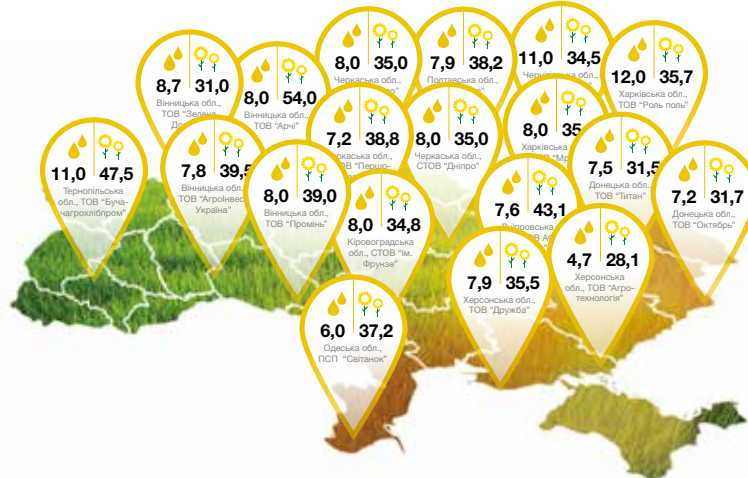 8,0 35,0
Черкаська обл.,
7,9 38,2
Полтавська обл.,
11,0 34,5
8,7 31,0
Вінницька обл.,
ТОВ "Зелена
8,0 54,0
Вінницька обл.,
ТОВ "Арчі"
12,0 35,7
Харківська обл.,
ТОВ "Роль поль"
7,2 38,8
8,0 35,0
Черкаська обл.,
СТОВ "Дніпро"
8,0
Харківська
11,0 47,5
Тернопільська
обл., ТОВ "Буча-
чагрохлібпром"
7,8 39,5
Вінницька обл.,
ТОВ "АгроІнвест
Україна"
8,0 39,0
Вінницька обл.,
ТОВ "Промінь"
7,5 31,5
Донецька обл.,
ТОВ "Титан"
7,2 31,7
Донецька обл.,
ТОВ "Октябрь"
8,0 34,8
Кіровоградська
обл., СТОВ "ім.
Фрунзе"
7,6 43,1
7,9 35,5
Херсонська обл.,
ТОВ "Дружба"
4,7 28,1
Херсонська
обл., ТОВ "Агро-
технологія"
6,0 37,2
Одеська обл.,
ПСП "Світанок"